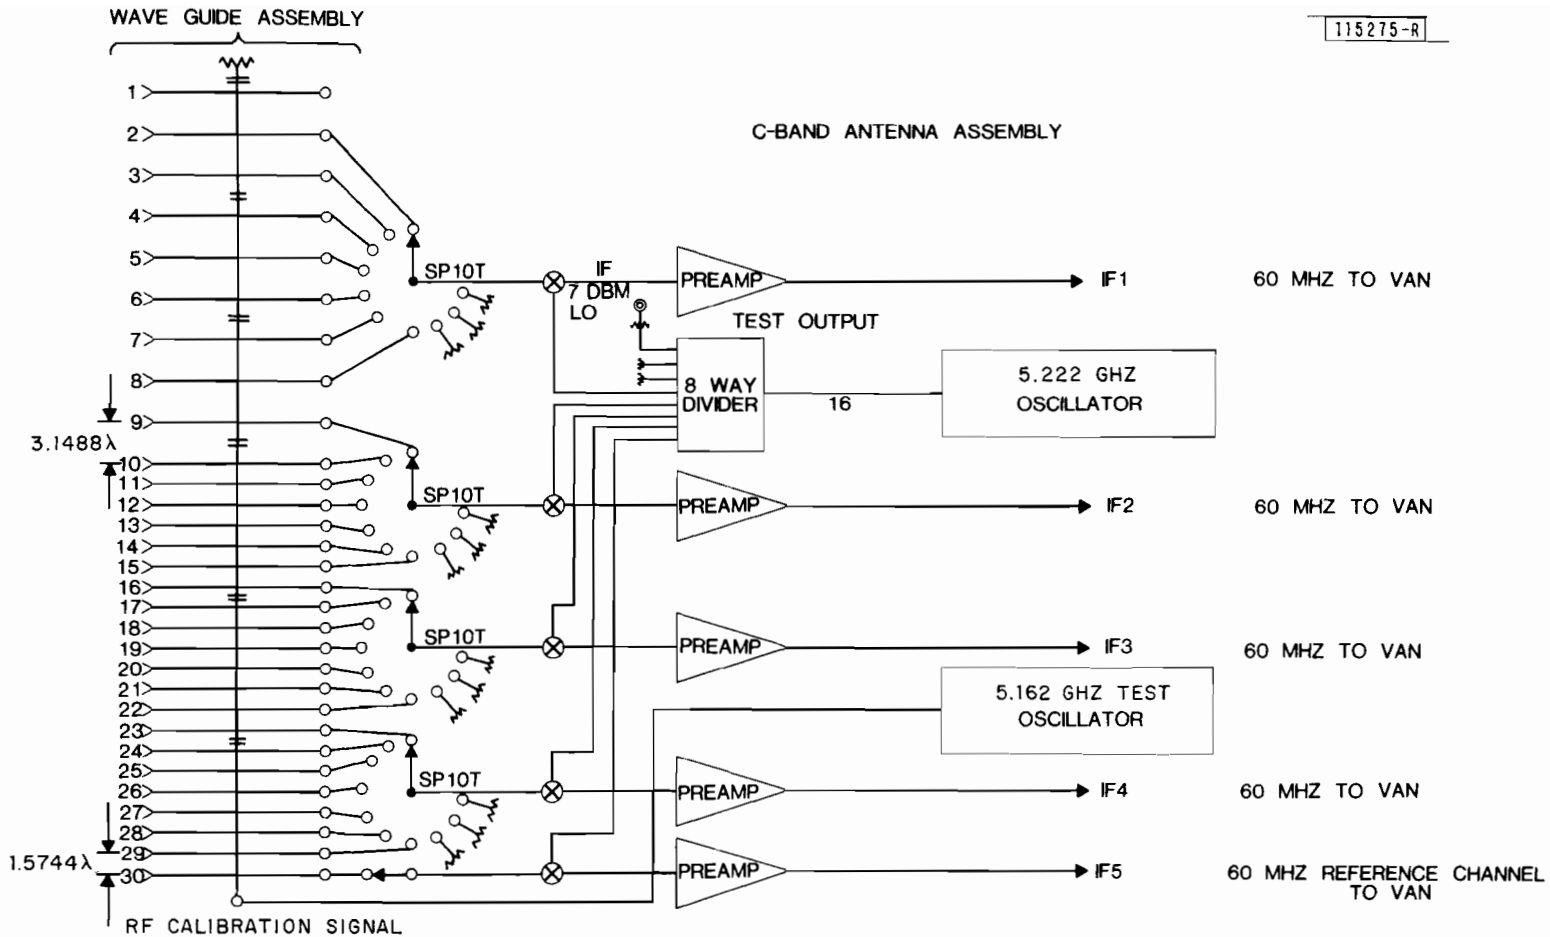 WAVE GUIDE ASSEMBLY
115275-R
1
2
C-BAND ANTENNA ASSEMBLY
3
4
5
SP10T
IF
7 DBM
LO
PREAMP
IF1
60 MHZ TO VAN
6
TEST OUTPUT
7
8
8 WAY
DIVIDER
16
5.222 GHZ
OSCILLATOR
9
3.1488λ
10
11
SP10T
12
PREAMP
IF2
60 MHZ TO VAN
13
14
15
16
17
18
SP10T
19
PREAMP
IF3
60 MHZ TO VAN
20
21
22
5.162 GHZ TEST
OSCILLATOR
23
24
25
SP10T
26
PREAMP
IF4
60 MHZ TO VAN
27
28
29
1.5744λ
30
PREAMP
IF5
60 MHZ REFERENCE CHANNEL
TO VAN
RF CALIBRATION SIGNAL